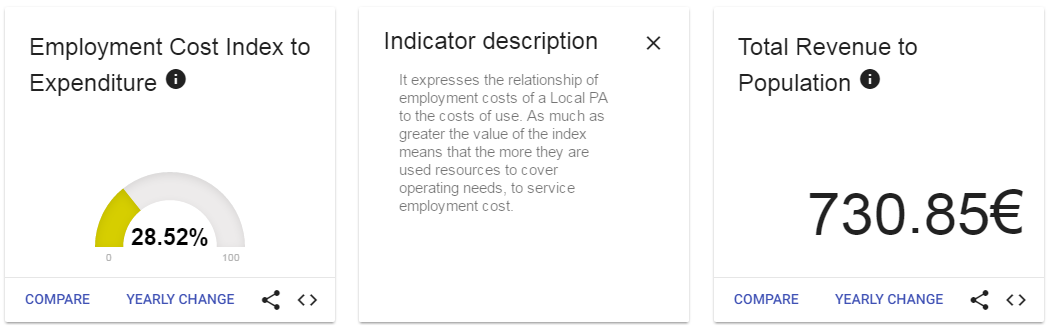 Employment Cost Index to
Expenditure
28.52%
0
100
COMPARE
YEARLY CHANGE
Indicator description
It expresses the relationship of
employment costs of a Local PA
to the costs of use. As much as
greater the value of the index
means that the more they are
used resources to cover
operating needs, to service
employment cost.
Total Revenue to
Population
730.85€
COMPARE
YEARLY CHANGE